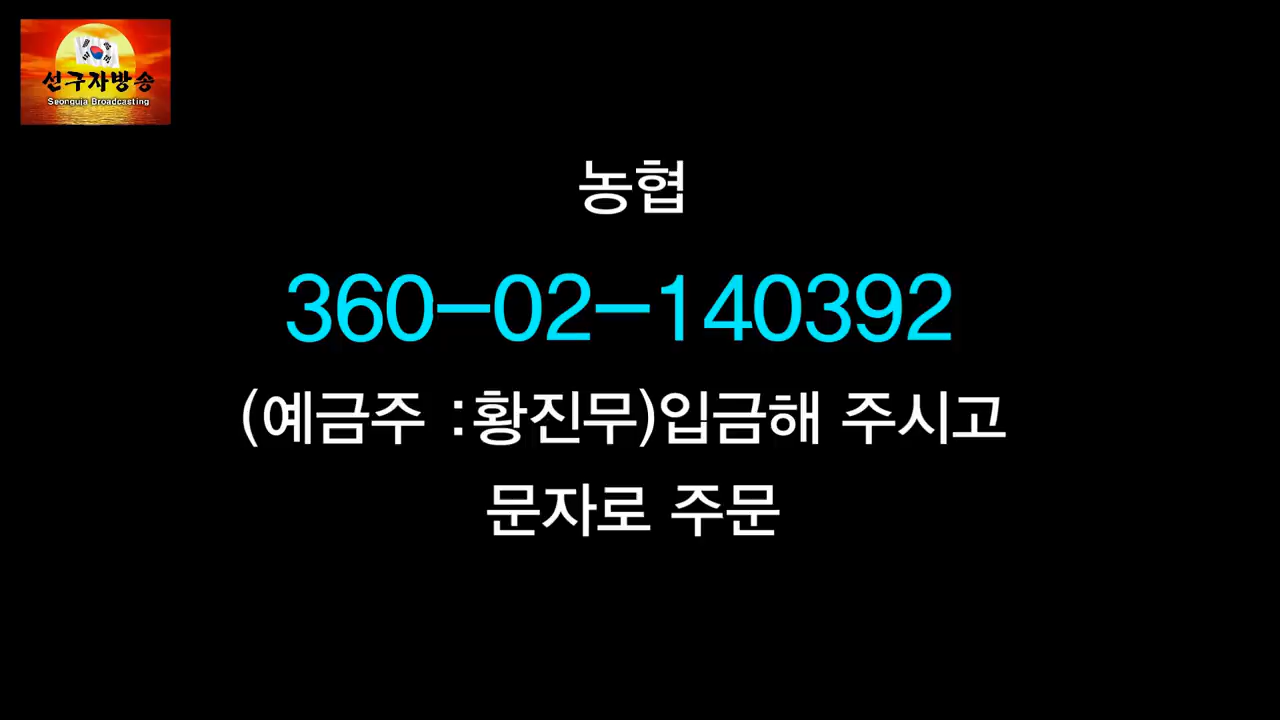 선구자방송
Seonguja Broadcasting
농협
360-02-140392
(예금주 :황진무)입금해 주시고
문자로 주문